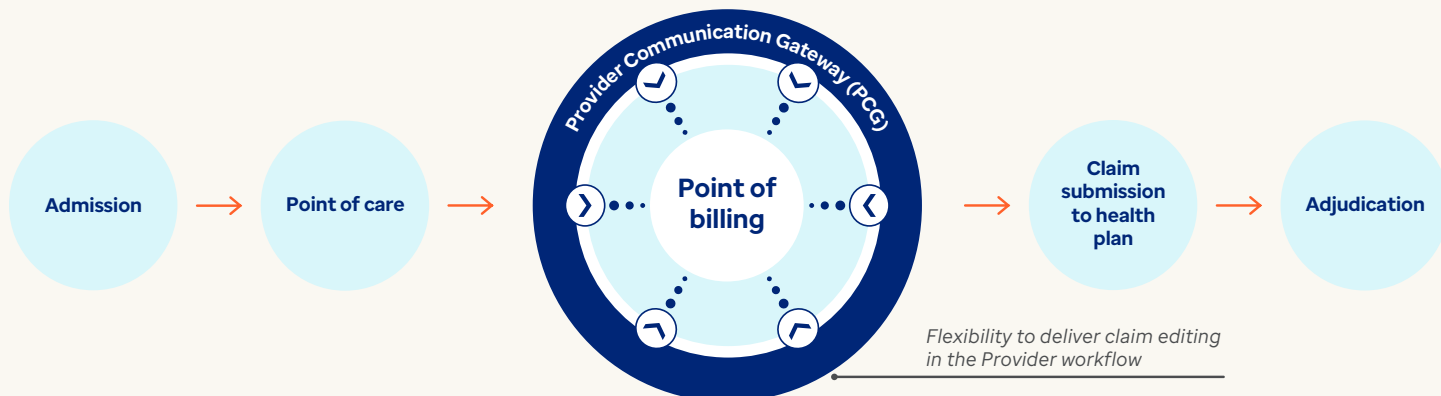 Provider Communication Gateway (PCG)
Admission
Point of care
Point of
billing
Claim
submission
to health
plan
Adjudication
Flexibility to deliver claim editing
in the Provider workflow